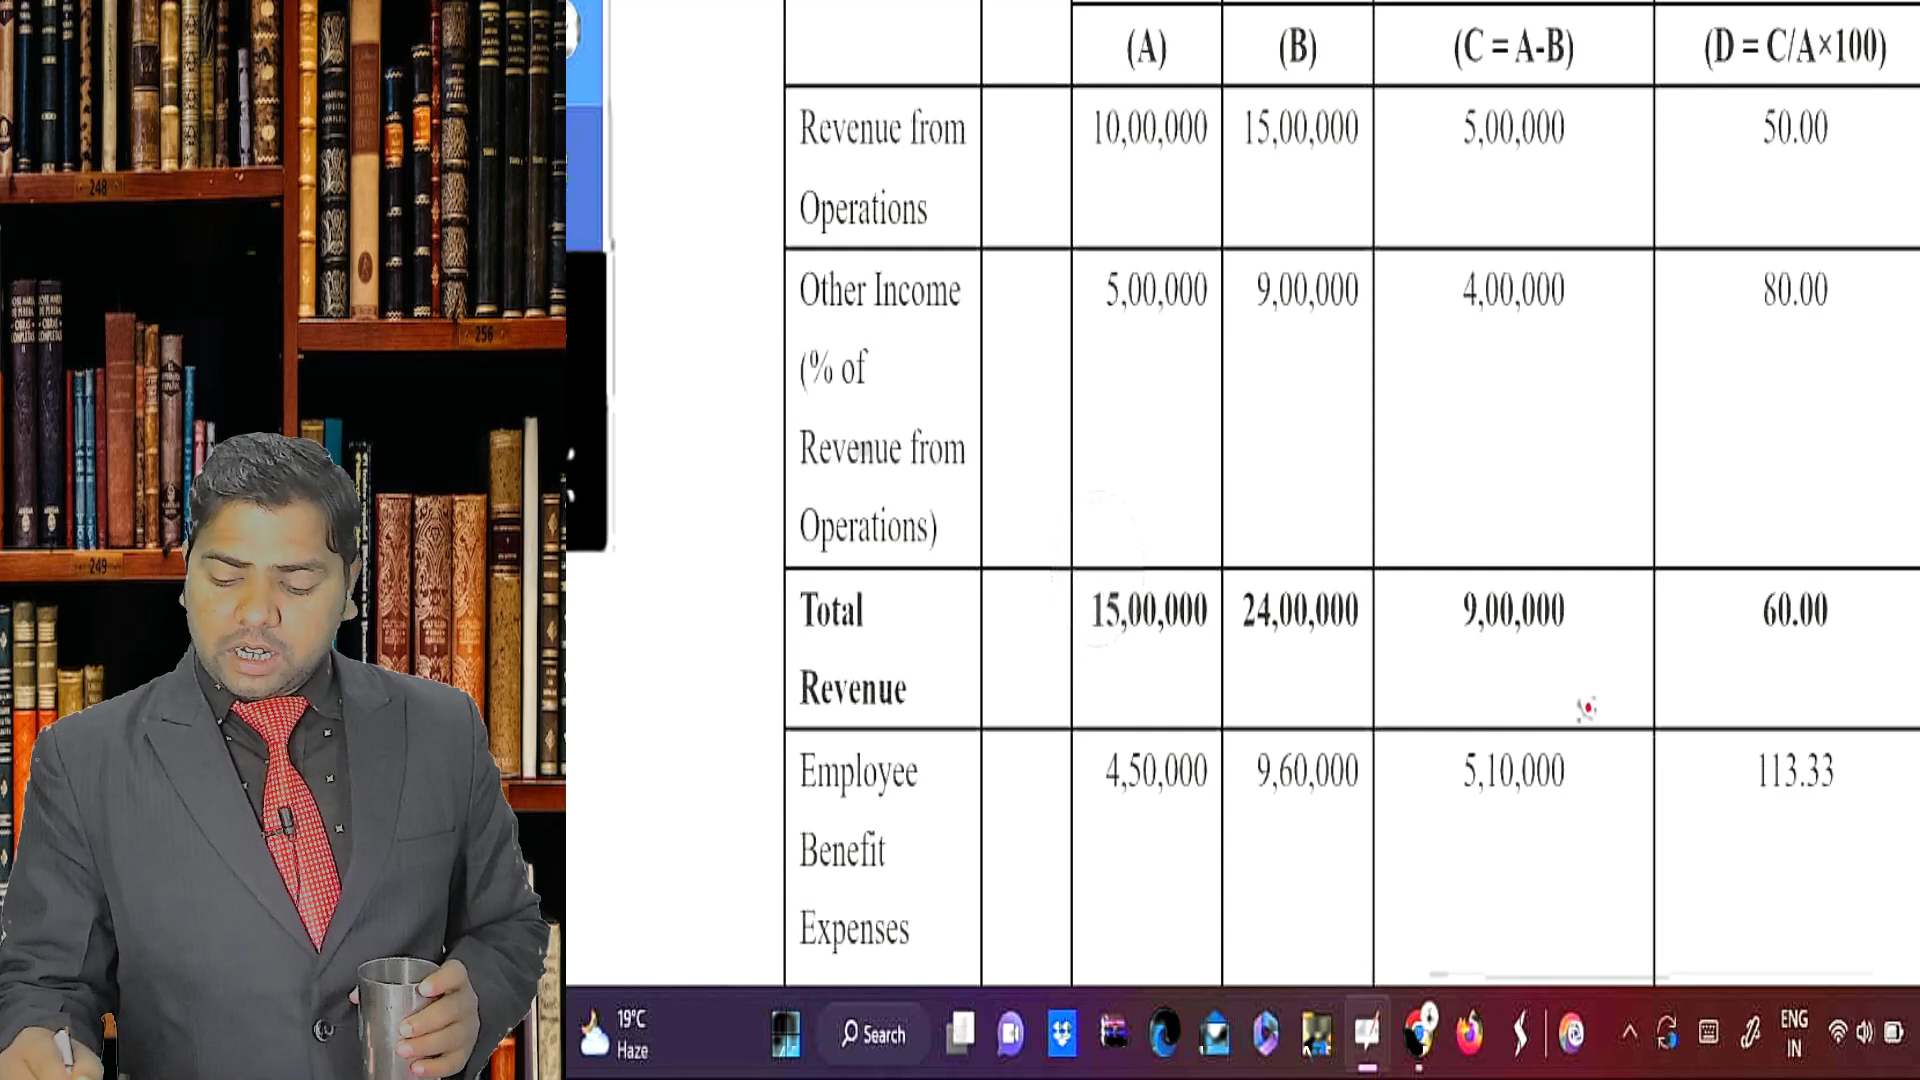 (A) (B) (C = A-B) (D = C/A×100)
Revenue from 10,00,000 15,00,000 5,00,000 50.00
Operations
Other Income 5,00,000 9,00,000 4,00,000 80.00
(% of
Revenue from
Operations)
Total 15,00,000 24,00,000 9,00,000 60.00
Revenue
Employee 4,50,000 9,60,000 5,10,000 113.33
Benefit
Expenses
248
256
249
19°C
Haze
Search
ENG
IN